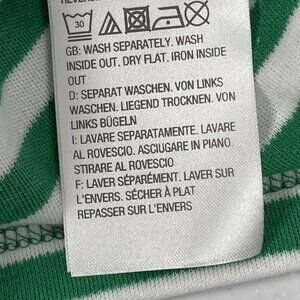 30
GB: WASH SEPARATELY. WASH
INSIDE OUT. DRY FLAT. IRON INSIDE
OUT
D: SEPARAT WASCHEN. VON LINKS
WASCHEN. LIEGEND TROCKNEN. VON
LINKS BÜGELN
I: LAVARE SEPARATAMENTE. LAVARE
AL ROVESCIO. ASCIUGARE IN PIANO.
STIRARE AL ROVESCIO
F: LAVER SÉPARÉMENT. LAVER SUR
L'ENVERS. SÉCHER À PLAT
REPASSER SUR L'ENVERS